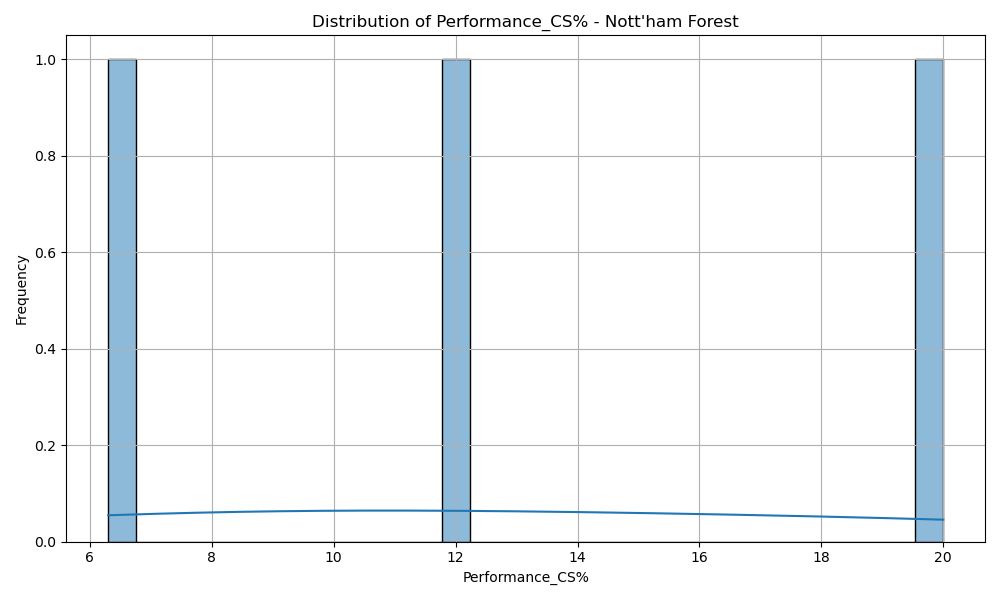 Distribution of Performance_CS% - Nott'ham Forest
1.0
0.8
0.6
0.4
0.2
0.0
Frequency
6 8 10 12 14 16 18 20
Performance_CS%